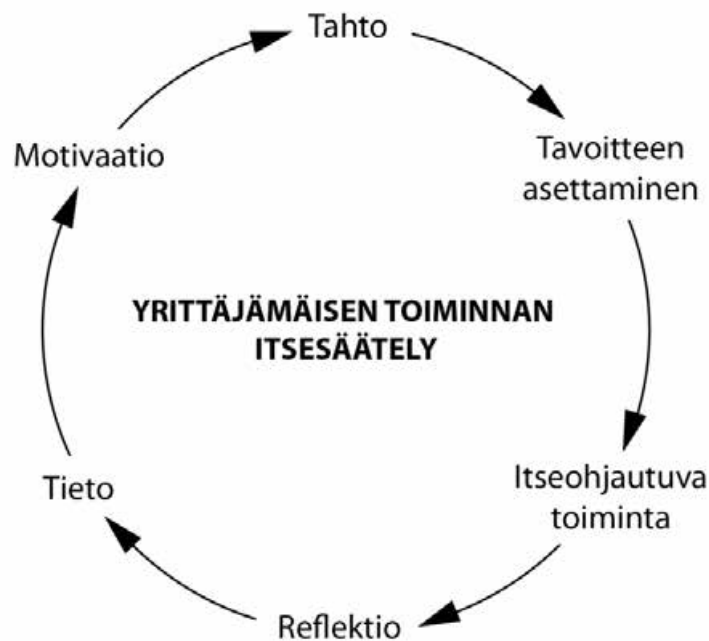 Tahto
Tavoitteen
asettaminen
Itseohjautuva
toiminta
Reflektio
Tieto
Motivaatio
YRITTÄJÄMÄISEN TOIMINNAN
ITSESÄÄTELY